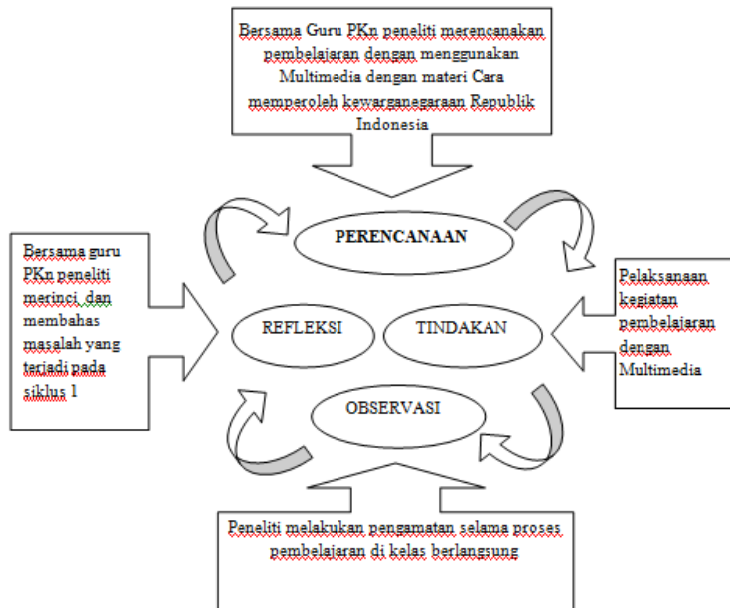 Bersama Guru PKn peneliti merencanakan
pembelajaran dengan menggunakan
Multimedia dengan materi Cara
memperoleh kewarganegaraan Republik
Indonesia
PERENCANAAN
Bersama guru
PKn peneliti
merinci, dan
membahas
masalah yang
terjadi pada
siklus 1
REFLEKSI
TINDAKAN
Pelaksanaan
kegiatan
pembelajaran
dengan
Multimedia
OBSERVASI
Peneliti melakukan pengamatan selama proses
pembelajaran di kelas berlangsung